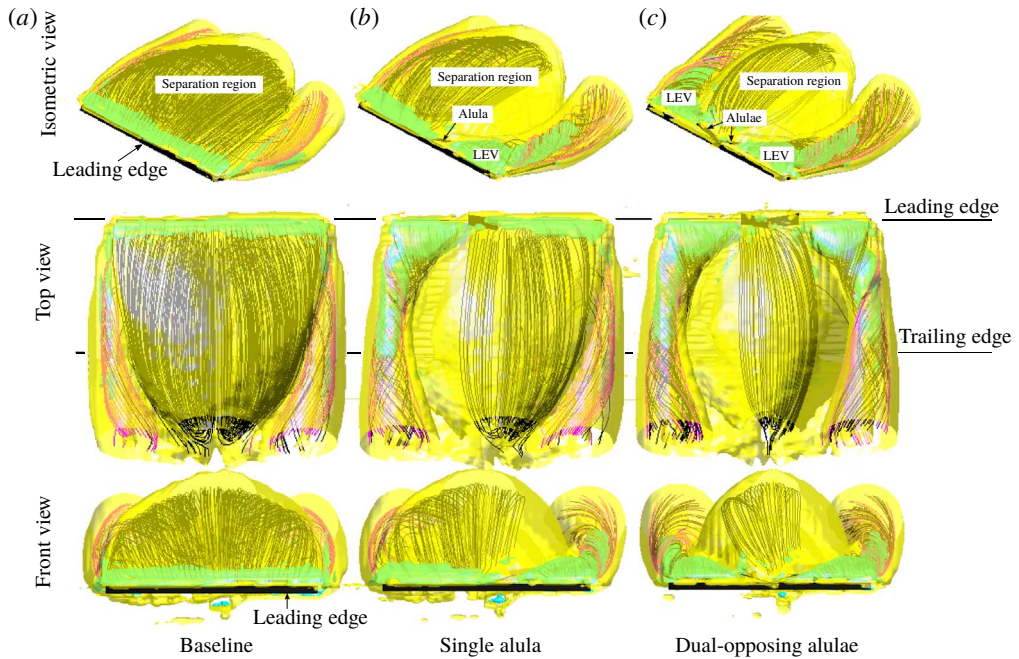 (a)
(b)
(c)
Isometric view
Separation region
Leading edge
Separation region
Alula
LEV
Separation region
LEV
Alulae
LEV
Top view
Leading edge
Trailing edge
Front view
Leading edge
Baseline
Single alula
Dual-opposing alulae